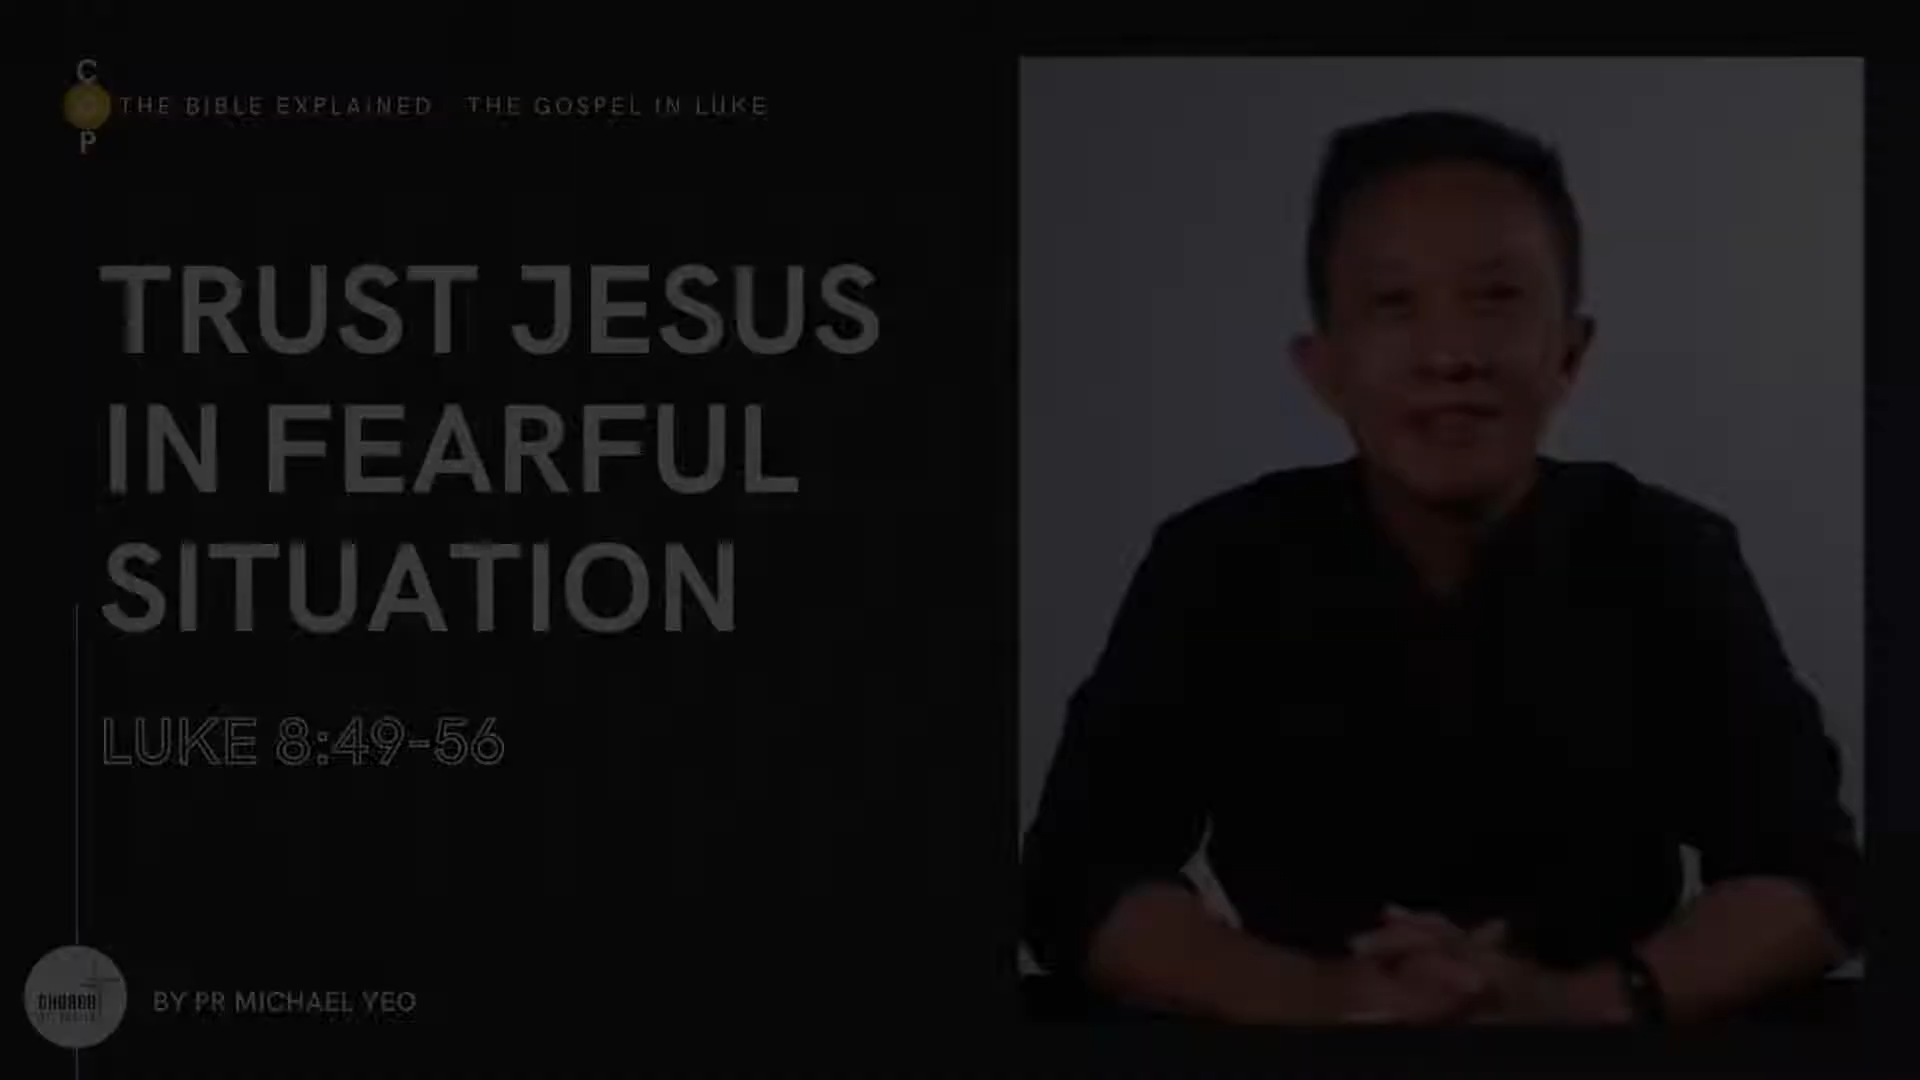 C
P
THE BIBLE EXPLAINED THE GOSPEL IN LUKE
TRUST JESUS
IN FEARFUL
SITUATION
LUKE 8:49-56
CHURCH
BY PR MICHAEL YEO